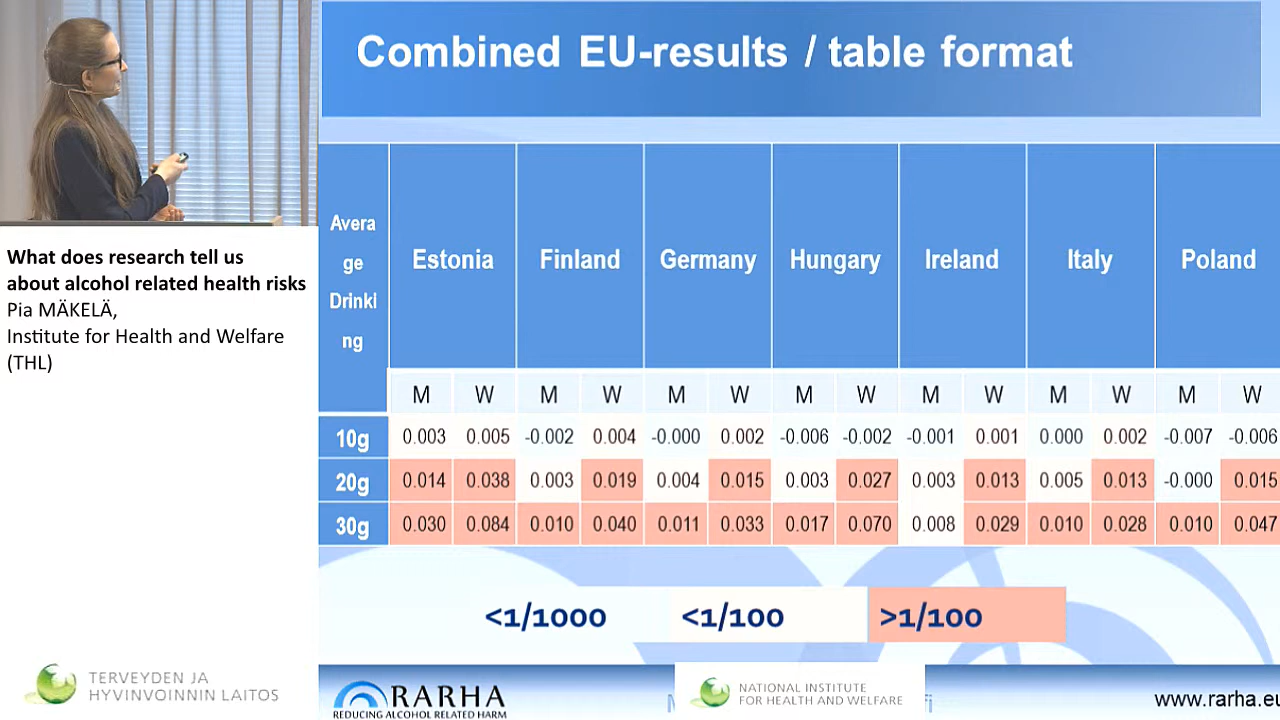 Combined EU-results / table format
What does research tell us
about alcohol related health risks
Pia MÄKELÄ,
Institute for Health and Welfare
(THL)
Avera
ge
Drinki
ng
Estonia Finland Germany Hungary Ireland Italy Poland
M W M W M W M W M W M W M W
10g 0.003 0.005 -0.002 0.004 -0.000 0.002 -0.006 -0.002 -0.001 0.001 0.000 0.002 -0.007 -0.006
20g 0.014 0.038 0.003 0.019 0.004 0.015 0.003 0.027 0.003 0.013 0.005 0.013 -0.000 0.015
30g 0.030 0.084 0.010 0.040 0.011 0.033 0.017 0.070 0.008 0.029 0.010 0.028 0.010 0.047
<1/1000 <1/100 >1/100
TERVEYDEN JA
HYVINVOINNIN LAITOS
RARHA
REDUCING ALCOHOL RELATED HARM
NATIONAL INSTITUTE
FOR HEALTH AND WELFARE
www.rarha.eu